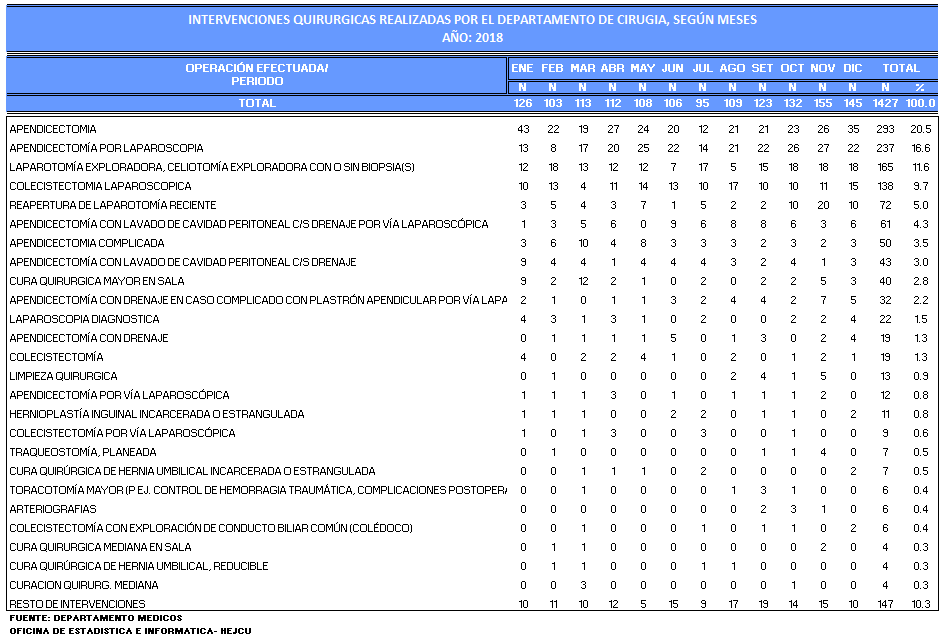 INTERVENCIONES QUIRURGICAS REALIZADAS POR EL DEPARTAMENTO DE CIRUGIA, SEGÚN MESES
AÑO: 2018
OPERACIÓN EFECTUADA/ PERIODO ENE FEB MAR ABR MAY JUN JUL AGO SET OCT NOV DIC TOTAL
N N N N N N N N N N N N N %
TOTAL 126 103 113 112 108 106 95 109 123 132 155 145 1427 100.0
APENDICECTOMIA 43 22 19 27 24 20 12 21 21 23 26 35 293 20.5
APENDICECTOMÍA POR LAPAROSCOPIA 13 8 17 20 25 22 14 21 22 26 27 22 237 16.6
LAPAROTOMÍA EXPLORADORA, CELIOTOMÍA EXPLORADORA CON O SIN BIOPSIA(S) 12 18 13 12 12 7 17 5 15 18 18 18 165 11.6
COLECISTECTOMIA LAPAROSCOPICA 10 13 4 11 14 13 10 17 10 10 11 15 138 9.7
REAPERTURA DE LAPAROTOMÍA RECIENTE 3 5 4 3 7 1 5 2 2 10 20 10 72 5.0
APENDICECTOMÍA CON LAVADO DE CAVIDAD PERITONEAL C/S DRENAJE POR VÍA LAPAROSCÓPICA 1 3 5 6 0 9 6 8 8 6 3 6 61 4.3
APENDICECTOMIA COMPLICADA 3 6 10 4 8 3 3 3 2 3 2 3 50 3.5
APENDICECTOMÍA CON LAVADO DE CAVIDAD PERITONEAL C/S DRENAJE 9 4 4 1 4 4 4 3 2 4 1 3 43 3.0
CURA QUIRURGICA MAYOR EN SALA 9 2 12 2 1 0 2 0 2 2 5 3 40 2.8
APENDICECTOMÍA CON DRENAJE EN CASO COMPLICADO CON PLASTRÓN APENDICULAR POR VÍA LAPA 2 1 0 1 1 3 2 4 4 2 7 5 32 2.2
LAPAROSCOPIA DIAGNOSTICA 4 3 1 3 1 0 2 0 0 2 2 4 22 1.5
APENDICECTOMÍA CON DRENAJE 0 1 1 1 1 5 0 1 3 0 2 4 19 1.3
COLECISTECTOMÍA 4 0 2 2 4 1 0 2 0 1 2 1 19 1.3
LIMPIEZA QUIRURGICA 0 1 0 0 0 0 0 2 4 1 5 0 13 0.9
APENDICECTOMÍA POR VÍA LAPAROSCÓPICA 1 1 1 3 0 1 0 1 1 1 2 0 12 0.8
HERNIOPLASTÍA INGUINAL INCARCERADA O ESTRANGULADA 1 1 1 0 0 2 2 0 1 1 0 2 11 0.8
COLECISTECTOMÍA POR VÍA LAPAROSCÓPICA 1 0 1 3 0 0 3 0 0 1 0 0 9 0.6
TRAQUEOSTOMÍA, PLANEADA 0 1 0 0 0 0 0 0 1 1 4 0 7 0.5
CURA QUIRÚRGICA DE HERNIA UMBILICAL INCARCERADA O ESTRANGULADA 0 0 1 1 1 0 2 0 0 0 0 2 7 0.5
TORACOTOMÍA MAYOR (P EJ. CONTROL DE HEMORRAGIA TRAUMÁTICA, COMPLICACIONES POSTOPERA 0 0 1 0 0 0 0 1 3 1 0 0 6 0.4
ARTERIOGRAFIAS 0 0 0 0 0 0 0 0 2 3 1 0 6 0.4
COLECISTECTOMÍA CON EXPLORACIÓN DE CONDUCTO BILIAR COMÚN (COLÉDOCO) 0 0 1 0 0 0 1 0 1 1 0 2 6 0.4
CURA QUIRURGICA MEDIANA EN SALA 0 1 1 0 0 0 0 0 0 0 2 0 4 0.3
CURA QUIRÚRGICA DE HERNIA UMBILICAL, REDUCIBLE 0 1 1 0 0 0 1 1 0 0 0 0 4 0.3
CURACION QUIRURG. MEDIANA 0 0 3 0 0 0 0 0 0 1 0 0 4 0.3
RESTO DE INTERVENCIONES 10 11 10 12 5 15 9 17 19 14 15 10 147 10.3
FUENTE: DEPARTAMENTO MEDICOS
OFICINA DE ESTADISTICA E INFORMATICA- HEJCU